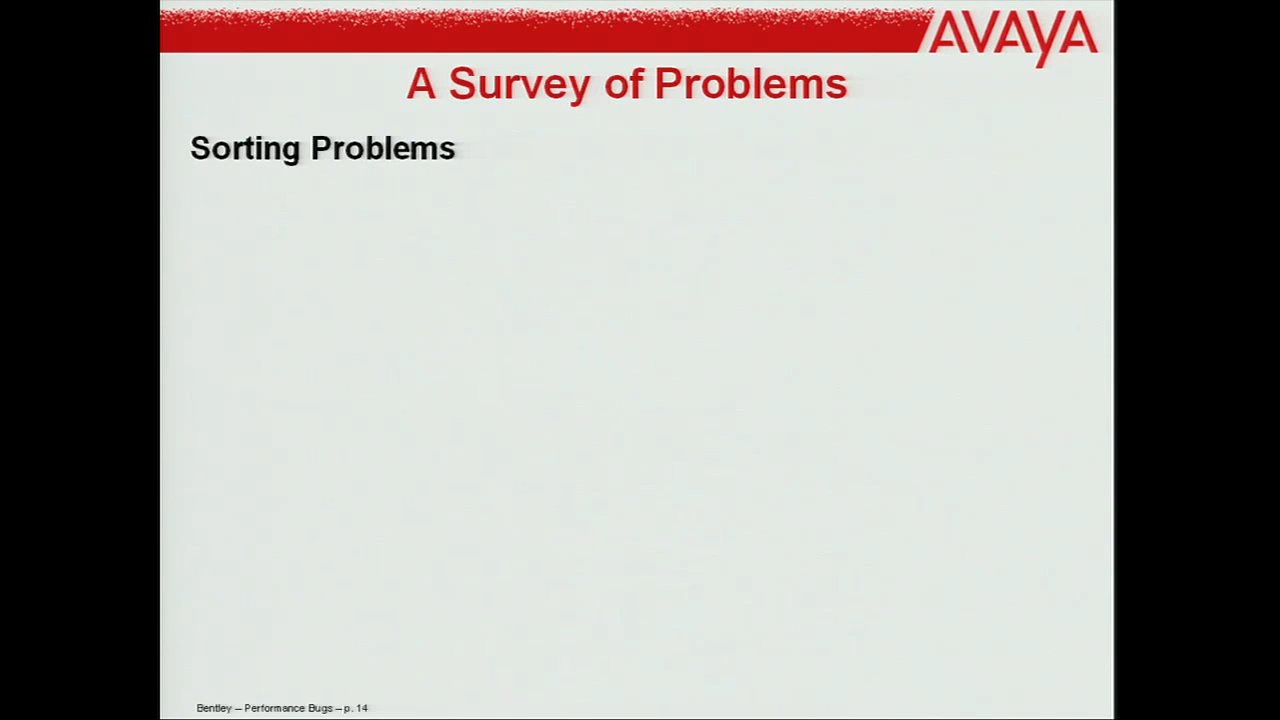 AVAYA
A Survey of Problems
Sorting Problems
Bentley – Performance Bugs – p. 14